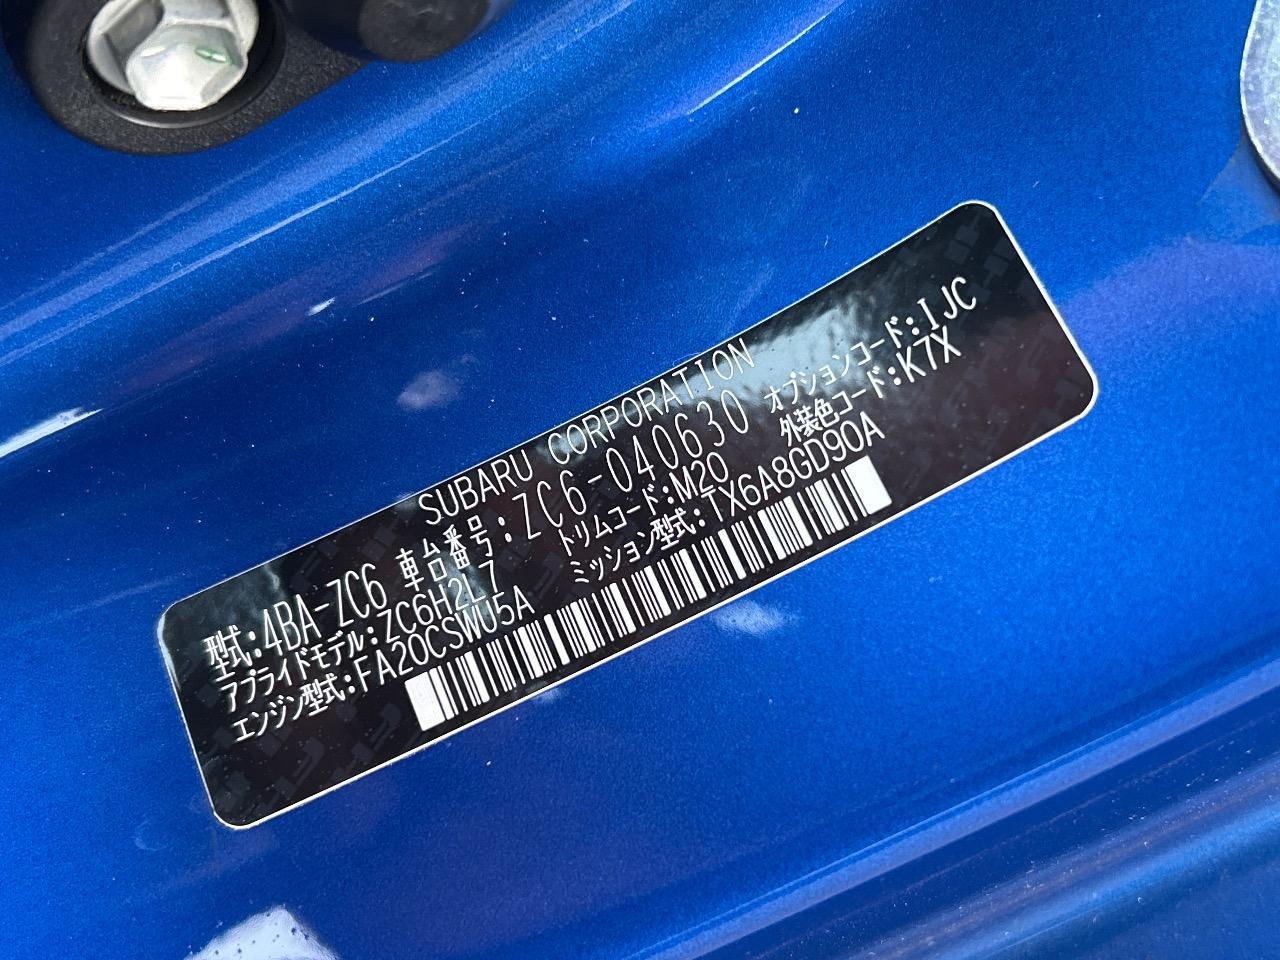 SUBARU CORPORATION
型式:4BA-ZC6 車台番号:ZC6-040630
アプライドモデル:ZC6H2L7 トリムコード:M20 オプションコード:IJC
エンジン型式:FA20CSWU5A ミッション型式:TX6A8GD90A 外装色コード:K7X